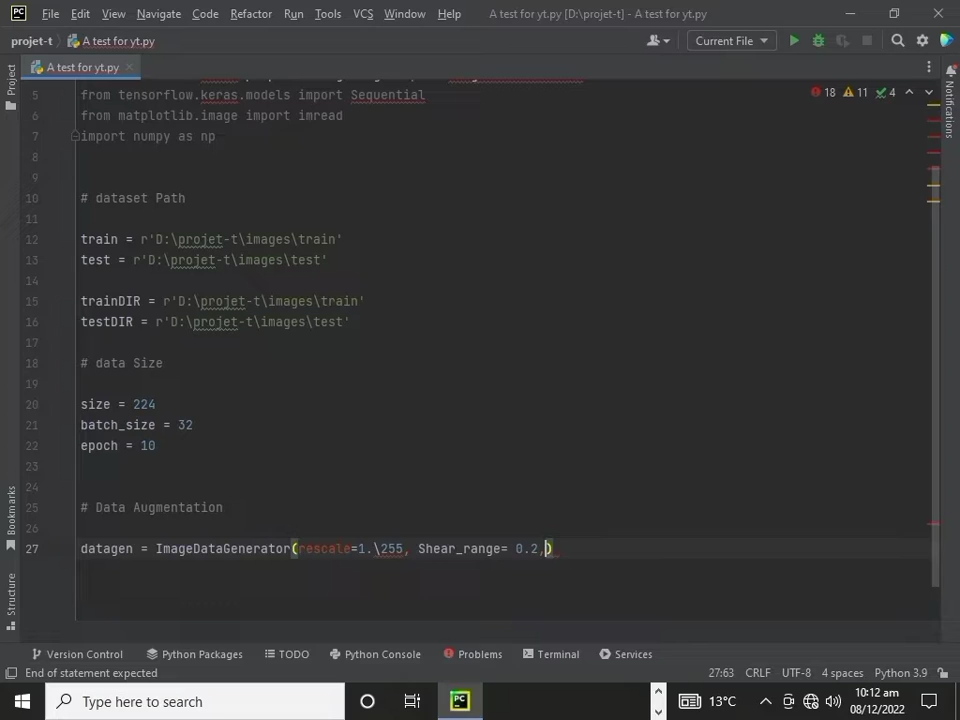 PC File Edit View Navigate Code Refactor Run Tools VCS Window Help A test for yt.py [D:\projet-t] - A test for yt.py
projet-t A test for yt.py Current File
Project A test for yt.py
Notifications
18 11 4
5 from tensorflow.keras.models import Sequential
6 from matplotlib.image import imread
7 import numpy as np
8
9
10 # dataset Path
11
12 train = r'D:\projet-t\images\train'
13 test = r'D:\projet-t\images\test'
14
15 trainDIR = r'D:\projet-t\images\train'
16 testDIR = r'D:\projet-t\images\test'
17
18 # data Size
19
20 size = 224
21 batch_size = 32
22 epoch = 10
23
24
25 # Data Augmentation
26
27 datagen = ImageDataGenerator(rescale=1.\255, Shear_range= 0.2,)
Bookmarks
Structure
Version Control Python Packages TODO Python Console Problems Terminal Services
End of statement expected 27:63 CRLF UTF-8 4 spaces Python 3.9
Type here to search PC 13°C 10:12 am
08/12/2022